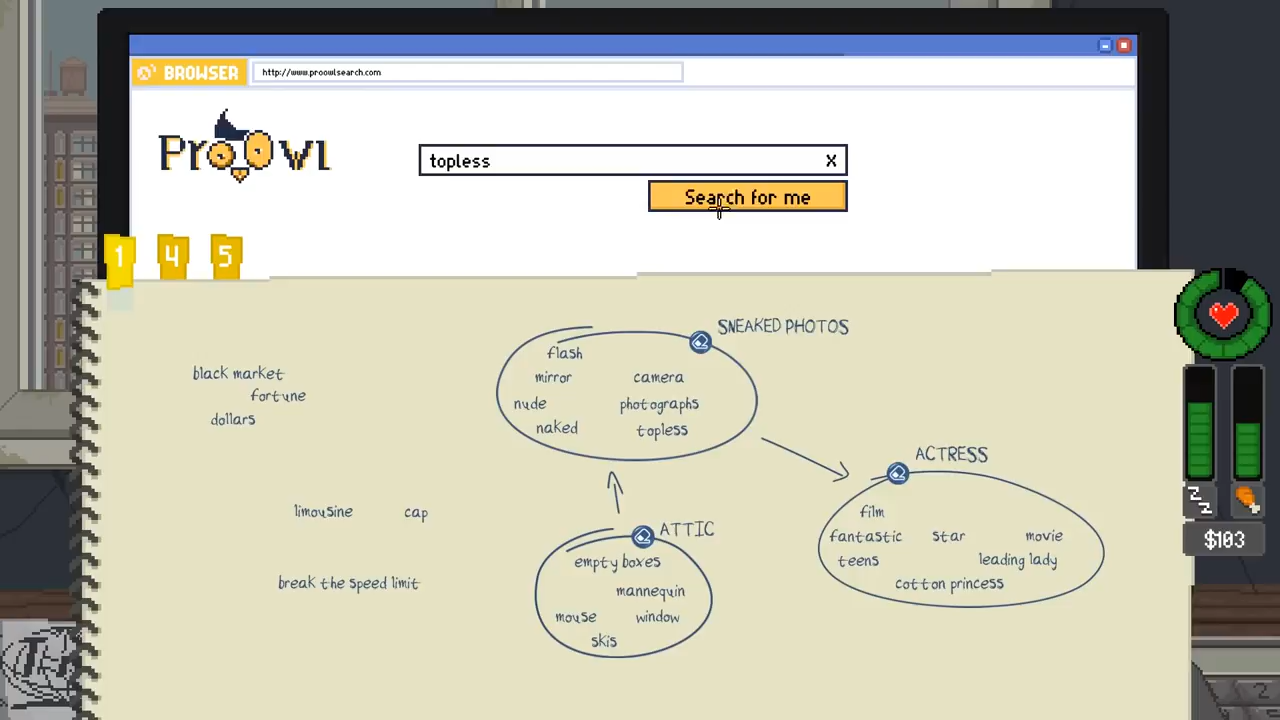 BROWSER
http://www.proowlsearch.com
PrOOwl
topless X
Search for me
1 4 5
SNEAKED PHOTOS
flash
mirror camera
nude photographs
naked topless
black market
fortune
dollars
ACTRESS
film
fantastic star movie
teens leading lady
cotton princess
limousine cap
ATTIC
empty boxes
mannequin
mouse window
skis
break the speed limit
$103